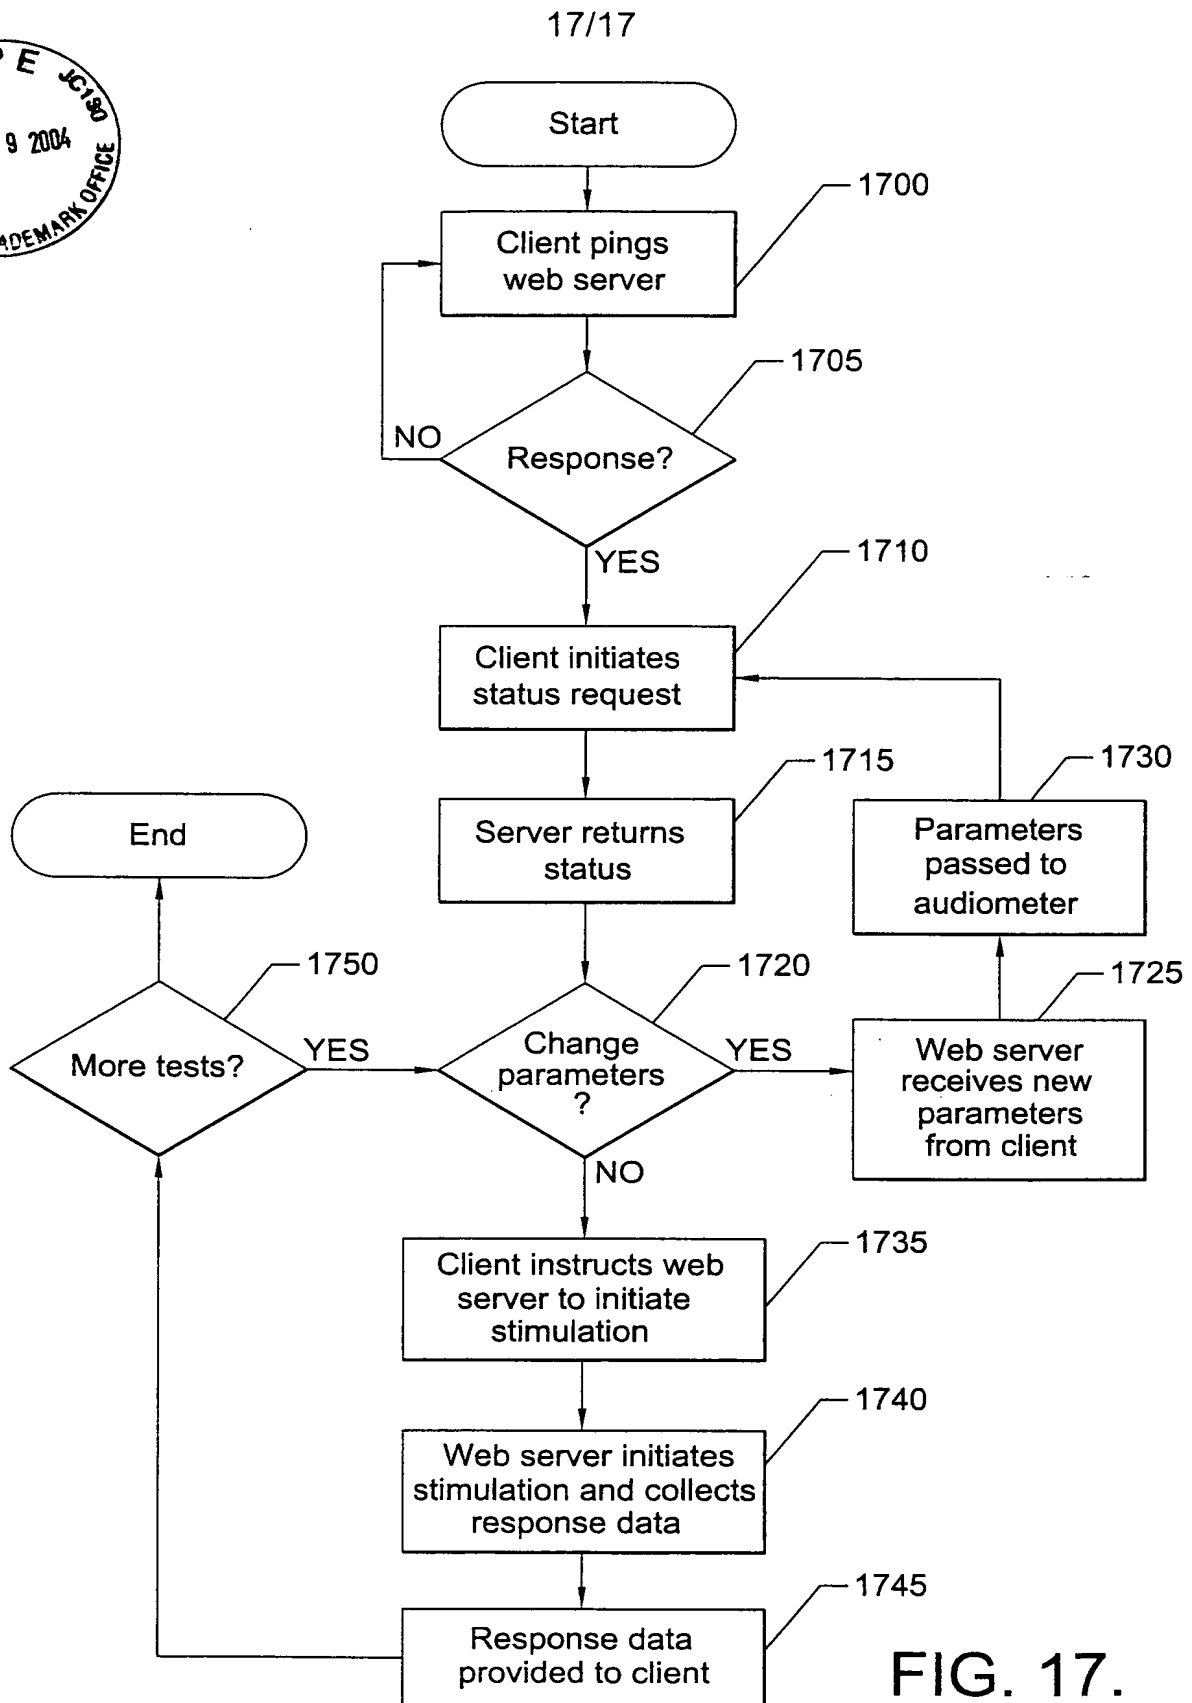 17/17
P E JC190
9 2004
ADEMARK OFFICE
Start
1700
Client pings
web server
1705
NO
Response?
YES
1710
Client initiates
status request
1715
1730
End
Server returns
status
Parameters
passed to
audiometer
1750
1720
1725
More tests?
YES
Change
parameters
?
YES
Web server
receives new
parameters
from client
NO
1735
Client instructs web
server to initiate
stimulation
1740
Web server initiates
stimulation and collects
response data
1745
Response data
provided to client
FIG. 17.